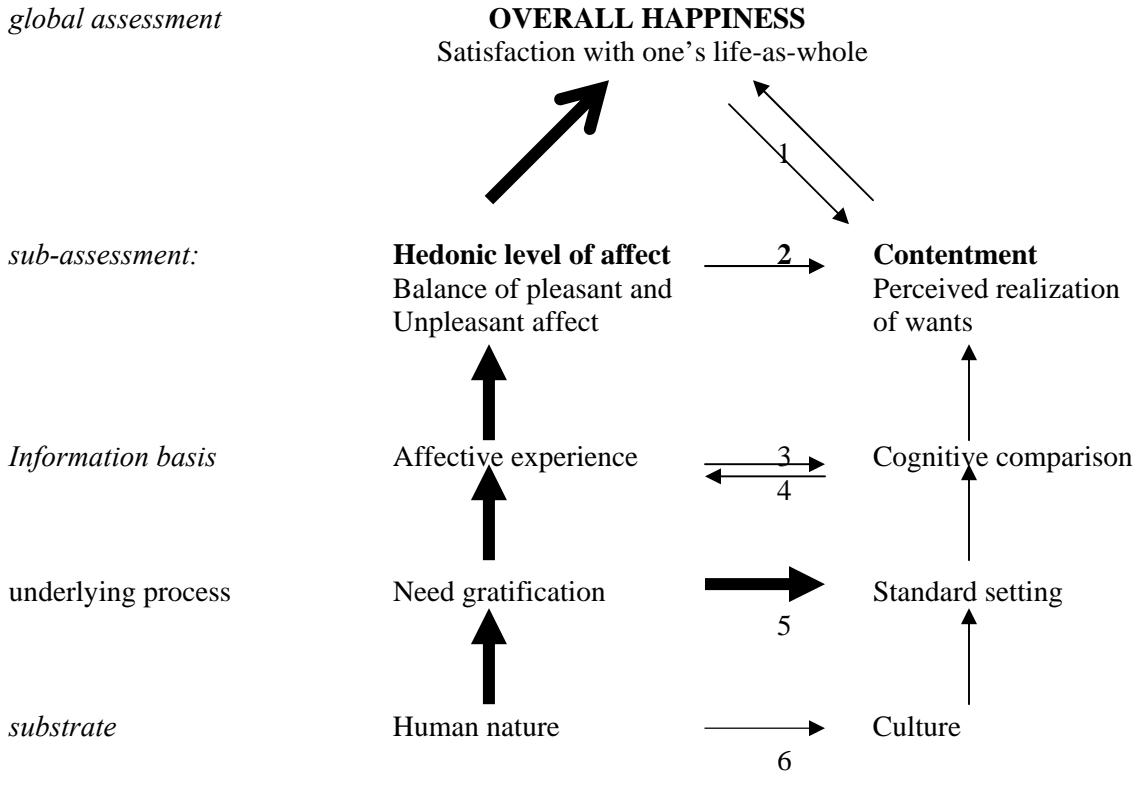 global assessment OVERALL HAPPINESS
Satisfaction with one’s life-as-whole
1
sub-assessment: Hedonic level of affect 2 Contentment
Balance of pleasant and Perceived realization
Unpleasant affect of wants
Information basis Affective experience 3 Cognitive comparison
4
underlying process Need gratification Standard setting
5
substrate Human nature Culture
6